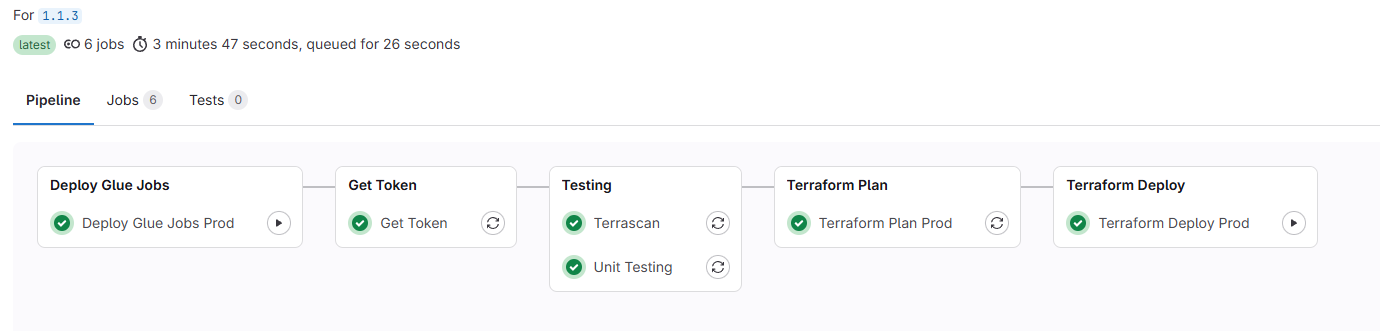 For 1.1.3
latest 6 jobs 3 minutes 47 seconds, queued for 26 seconds
Pipeline Jobs 6 Tests 0
Deploy Glue Jobs
Deploy Glue Jobs Prod
Get Token
Get Token
Testing
Terrascan
Unit Testing
Terraform Plan
Terraform Plan Prod
Terraform Deploy
Terraform Deploy Prod